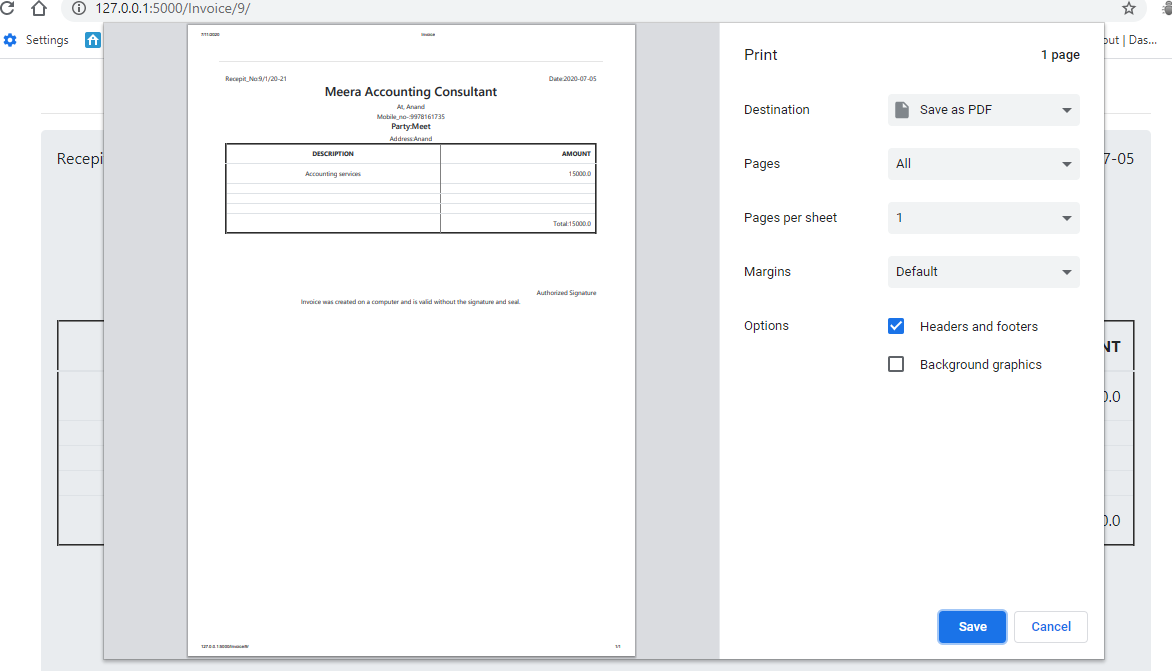 127.0.0.1:5000/Invoice/9/
Settings
out | Das...
7/11/2020 Invoice
Recepit_No:9/1/20-21 Date:2020-07-05
Meera Accounting Consultant
At, Anand
Mobile_no-:9978161735
Party:Meet
Address:Anand
DESCRIPTION AMOUNT
Accounting services 15000.0
Total:15000.0
Authorized Signature
Invoice was created on a computer and is valid without the signature and seal.
127.0.0.1:5000/Invoice/9/ 1/1
Print 1 page
Destination Save as PDF
Pages All
Pages per sheet 1
Margins Default
Options Headers and footers
Background graphics
Save Cancel
Recepi
7-05
NT
0.0
0.0